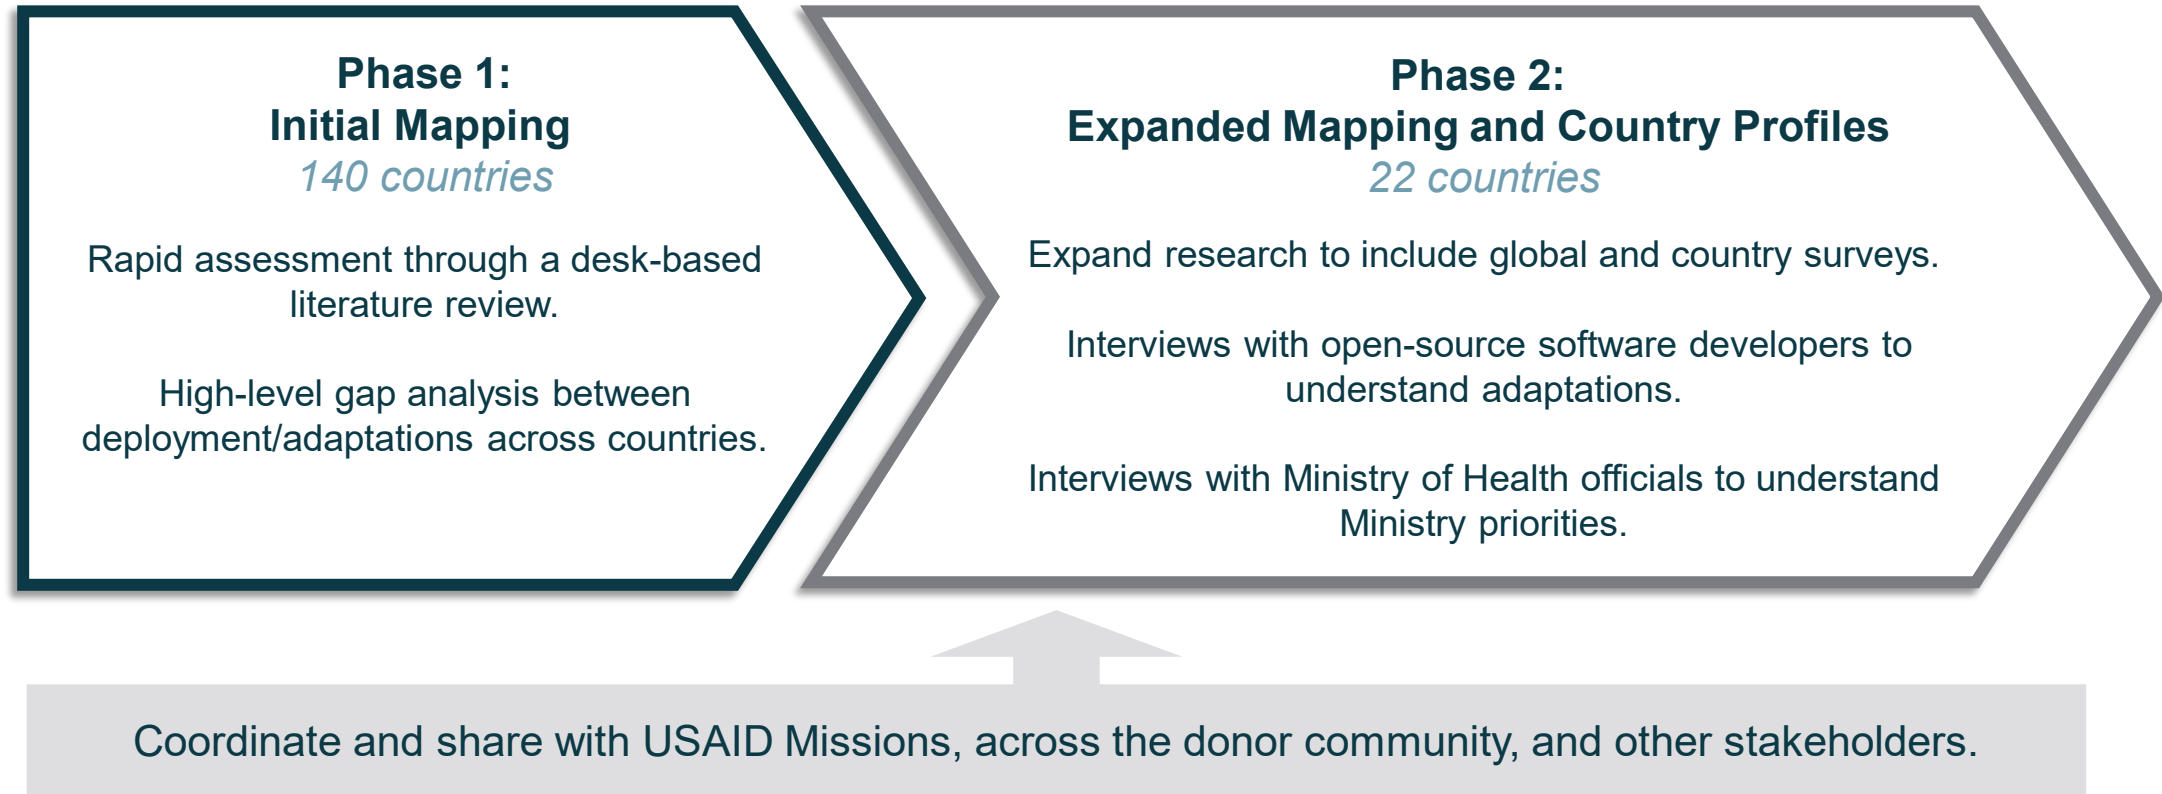 Phase 1:
Initial Mapping
140 countries
Rapid assessment through a desk-based
literature review.
High-level gap analysis between
deployment/adaptations across countries.
Phase 2:
Expanded Mapping and Country Profiles
22 countries
Expand research to include global and country surveys.
Interviews with open-source software developers to
understand adaptations.
Interviews with Ministry of Health officials to understand
Ministry priorities.
Coordinate and share with USAID Missions, across the donor community, and other stakeholders.